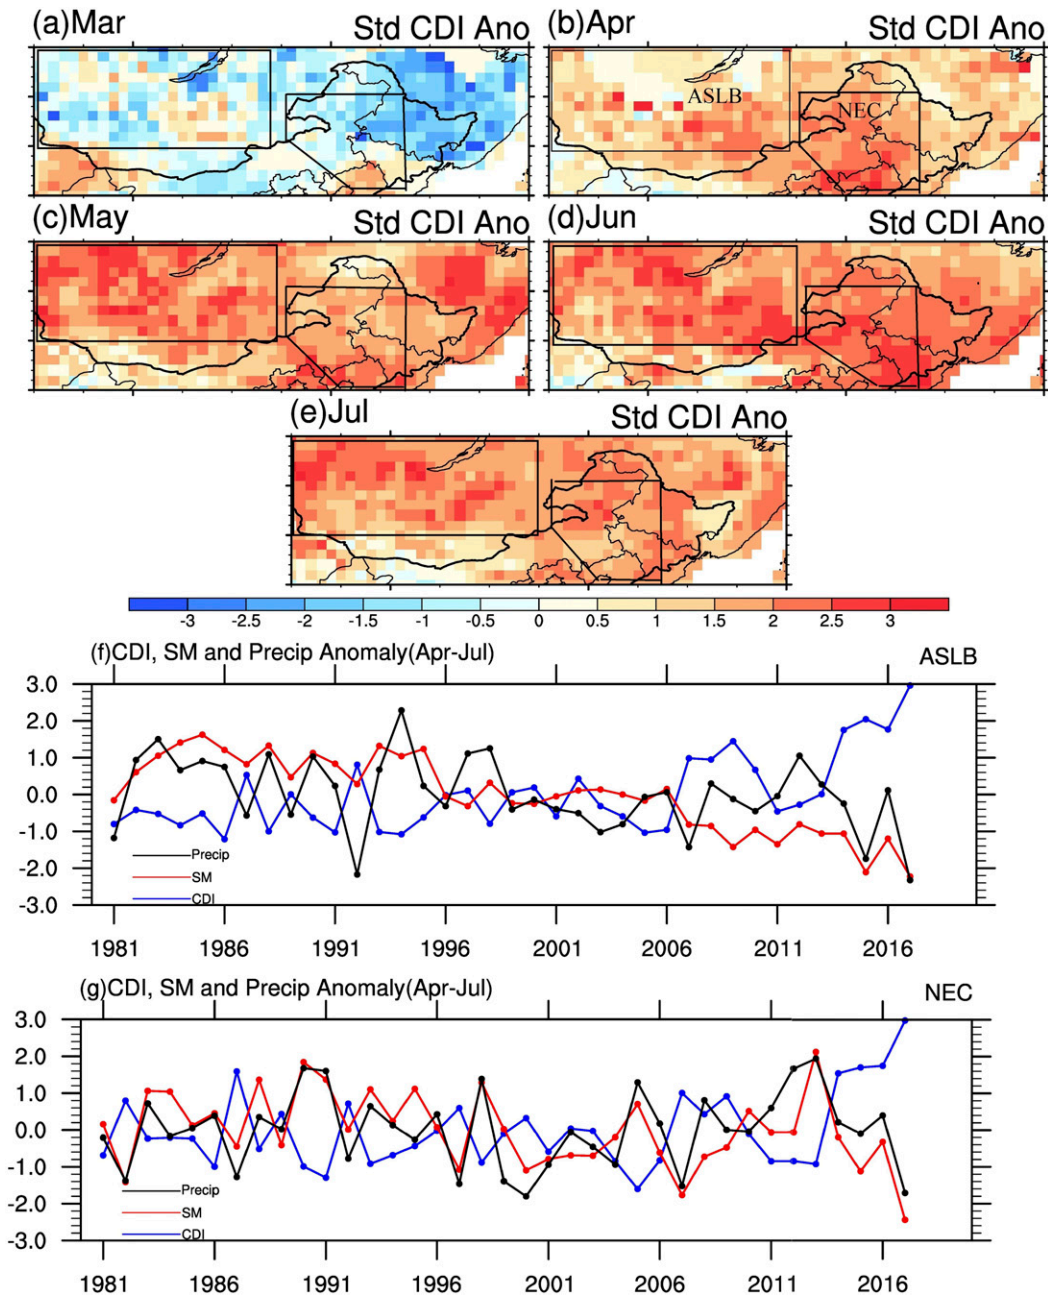 (a)Mar Std CDI Ano
(b)Apr Std CDI Ano
ASLB
NEC
(c)May Std CDI Ano
(d)Jun Std CDI Ano
(e)Jul Std CDI Ano
-3 -2.5 -2 -1.5 -1 -0.5 0 0.5 1 1.5 2 2.5 3
(f)CDI, SM and Precip Anomaly(Apr-Jul) ASLB
3.0
2.0
1.0
0.0
-1.0
-2.0
-3.0
Precip
SM
CDI
1981 1986 1991 1996 2001 2006 2011 2016
(g)CDI, SM and Precip Anomaly(Apr-Jul) NEC
3.0
2.0
1.0
0.0
-1.0
-2.0
-3.0
Precip
SM
CDI
1981 1986 1991 1996 2001 2006 2011 2016